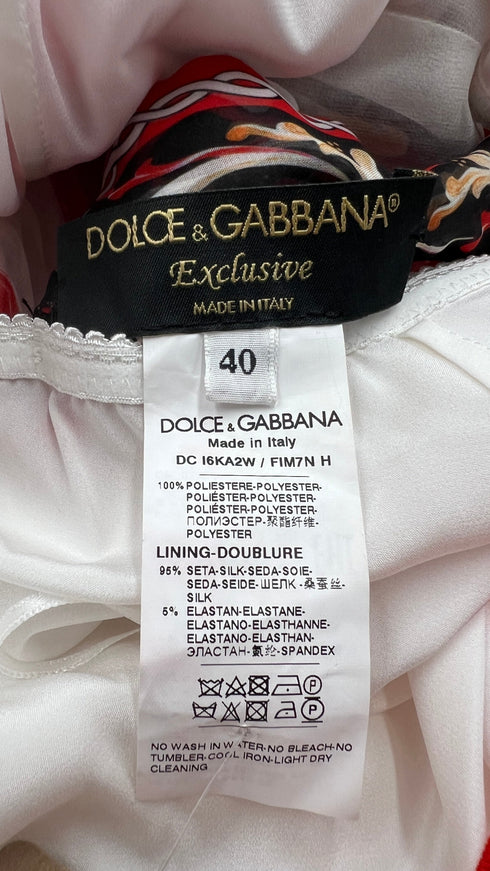 DOLCE & GABBANA®
Exclusive
MADE IN ITALY
40
DOLCE & GABBANA
Made in Italy
DC I6KA2W / FIM7N H
100% POLIESTERE-POLYESTER-
POLIÉSTER-POLYESTER-
POLYESTER-POLYESTER-
ПОЛИЭСТЕР-聚酯纤维-
POLYESTER
LINING-DOUBLURE
95% SETA-SILK-SEDA-SOIE-
SEDA-SEIDE-ШЕЛК-桑蚕丝-
SILK
5% ELASTAN-ELASTANE-
ELASTANO-ELASTHANNE-
ELASTANO-ELASTHAN-
ЭЛАСТАН-氨纶-SPANDEX
P
P
NO WASH IN WATER-NO BLEACH-NO
TUMBLER-COOL IRON-LIGHT DRY
CLEANING